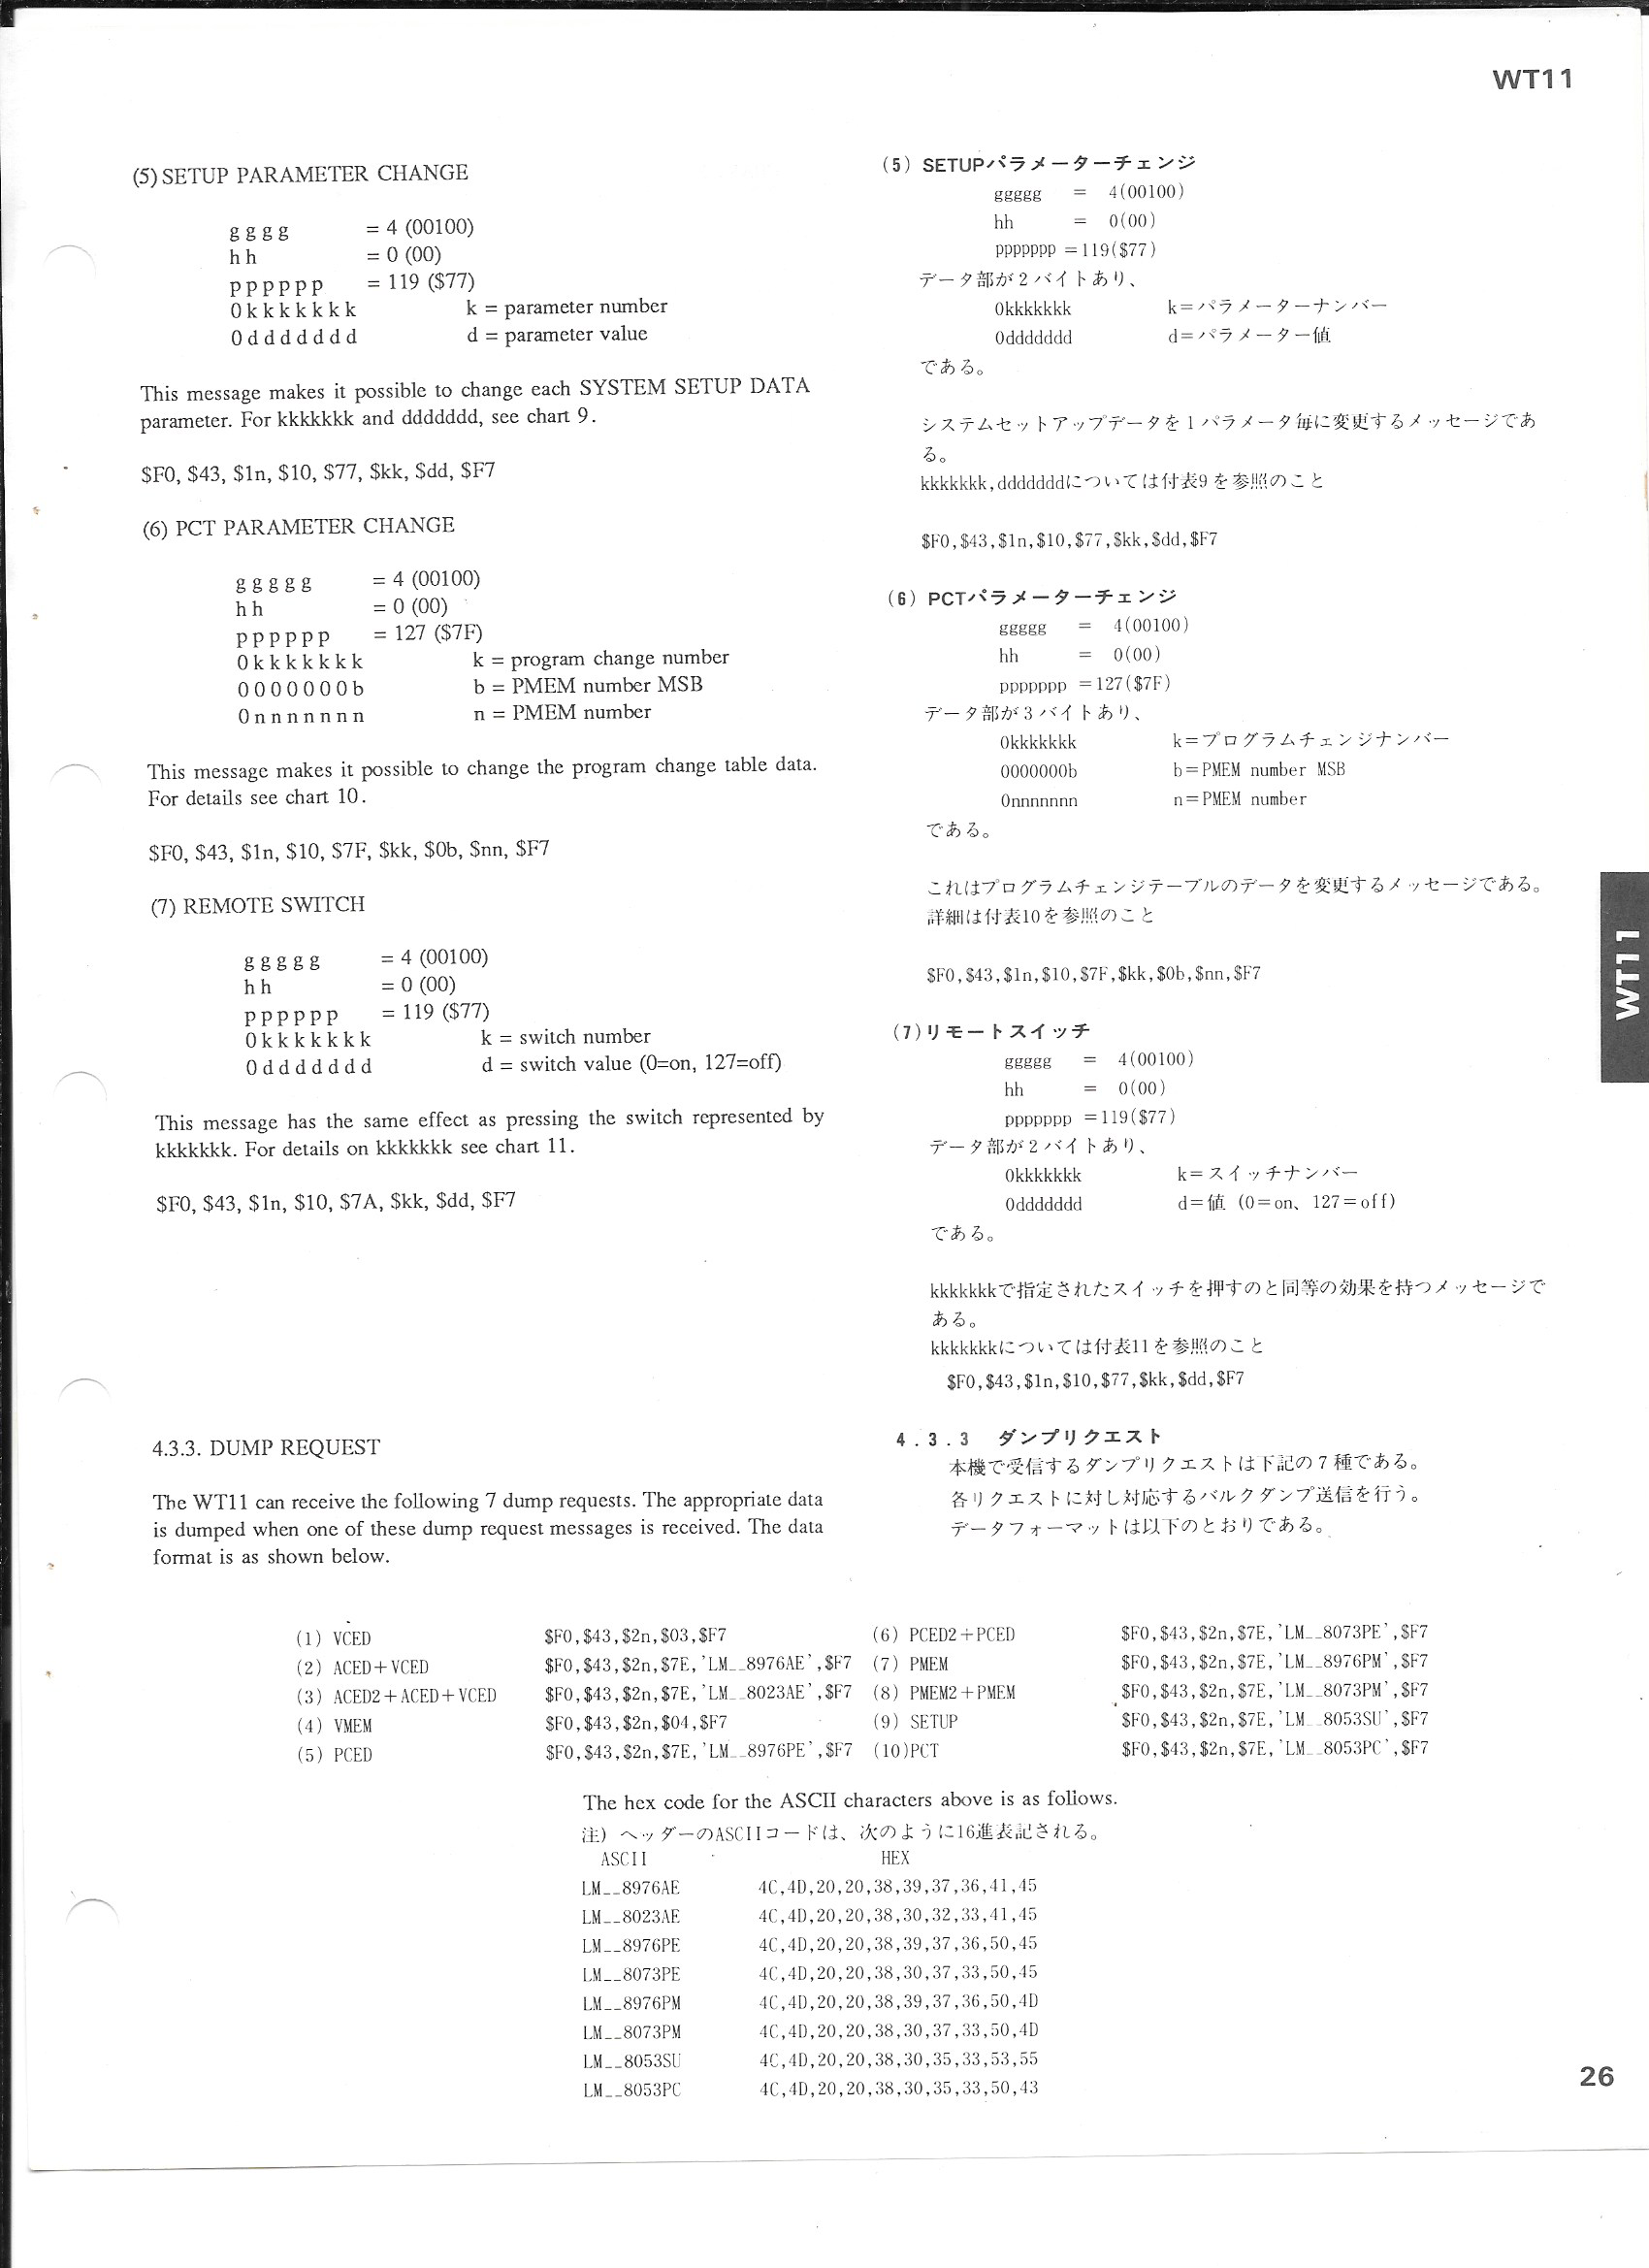 WT11
(5) SETUP PARAMETER CHANGE
g g g g = 4 (00100)
h h = 0 (00)
p p p p p p = 119 ($77)
0 k k k k k k k k = parameter number
0 d d d d d d d d = parameter value
This message makes it possible to change each SYSTEM SETUP DATA
parameter. For kkkkkkk and ddddddd, see chart 9.
$F0, $43, $1n, $10, $77, $kk, $dd, $F7
(6) PCT PARAMETER CHANGE
g g g g g = 4 (00100)
h h = 0 (00)
p p p p p p = 127 ($7F)
0 k k k k k k k k = program change number
0 0 0 0 0 0 0 b b = PMEM number MSB
0 n n n n n n n n = PMEM number
This message makes it possible to change the program change table data.
For details see chart 10.
$F0, $43, $1n, $10, $7F, $kk, $0b, $nn, $F7
(7) REMOTE SWITCH
g g g g g = 4 (00100)
h h = 0 (00)
p p p p p p = 119 ($77)
0 k k k k k k k k = switch number
0 d d d d d d d d = switch value (0=on, 127=off)
This message has the same effect as pressing the switch represented by
kkkkkkk. For details on kkkkkkk see chart 11.
$F0, $43, $1n, $10, $7A, $kk, $dd, $F7
4.3.3. DUMP REQUEST
The WT11 can receive the following 7 dump requests. The appropriate data
is dumped when one of these dump request messages is received. The data
format is as shown below.
(5) SETUPパラメーターチェンジ
ggggg = 4(00100)
hh = 0(00)
ppppppp =119($77)
データ部が2バイトあり、
0kkkkkkk k=パラメーターナンバー
0ddddddd d=パラメーター値
である。
システムセットアップデータを1パラメータ毎に変更するメッセージであ
る。
kkkkkkk,dddddddについては付表9を参照のこと
$F0,$43,$1n,$10,$77,$kk,$dd,$F7
(6) PCTパラメーターチェンジ
ggggg = 4(00100)
hh = 0(00)
ppppppp =127($7F)
データ部が3バイトあり、
0kkkkkkk k=プログラムチェンジナンバー
0000000b b=PMEM number MSB
0nnnnnnn n=PMEM number
である。
これはプログラムチェンジテーブルのデータを変更するメッセージである。
詳細は付表10を参照のこと
$F0,$43,$1n,$10,$7F,$kk,$0b,$nn,$F7
(7)リモートスイッチ
ggggg = 4(00100)
hh = 0(00)
ppppppp =119($77)
データ部が2バイトあり、
0kkkkkkk k=スイッチナンバー
0ddddddd d=値 (0=on、127=off)
である。
kkkkkkkで指定されたスイッチを押すのと同等の効果を持つメッセージで
ある。
kkkkkkkについては付表11を参照のこと
$F0,$43,$1n,$10,$77,$kk,$dd,$F7
4.3.3 ダンプリクエスト
本機で受信するダンプリクエストは下記の7種である。
各リクエストに対し対応するバルクダンプ送信を行う。
データフォーマットは以下のとおりである。
WT11
(1) VCED $F0,$43,$2n,$03,$F7 (6) PCED2+PCED $F0,$43,$2n,$7E,'LM__8073PE',$F7
(2) ACED+VCED $F0,$43,$2n,$7E,'LM__8976AE',$F7 (7) PMEM $F0,$43,$2n,$7E,'LM__8976PM',$F7
(3) ACED2+ACED+VCED $F0,$43,$2n,$7E,'LM__8023AE',$F7 (8) PMEM2+PMEM $F0,$43,$2n,$7E,'LM__8073PM',$F7
(4) VMEM $F0,$43,$2n,$04,$F7 (9) SETUP $F0,$43,$2n,$7E,'LM__8053SU',$F7
(5) PCED $F0,$43,$2n,$7E,'LM__8976PE',$F7 (10)PCT $F0,$43,$2n,$7E,'LM__8053PC',$F7
The hex code for the ASCII characters above is as follows.
注) ヘッダーのASCIIコードは、次のように16進表記される。
ASCII HEX
LM__8976AE 4C,4D,20,20,38,39,37,36,41,45
LM__8023AE 4C,4D,20,20,38,30,32,33,41,45
LM__8976PE 4C,4D,20,20,38,39,37,36,50,45
LM__8073PE 4C,4D,20,20,38,30,37,33,50,45
LM__8976PM 4C,4D,20,20,38,39,37,36,50,4D
LM__8073PM 4C,4D,20,20,38,30,37,33,50,4D
LM__8053SU 4C,4D,20,20,38,30,35,33,53,55
LM__8053PC 4C,4D,20,20,38,30,35,33,50,43
26